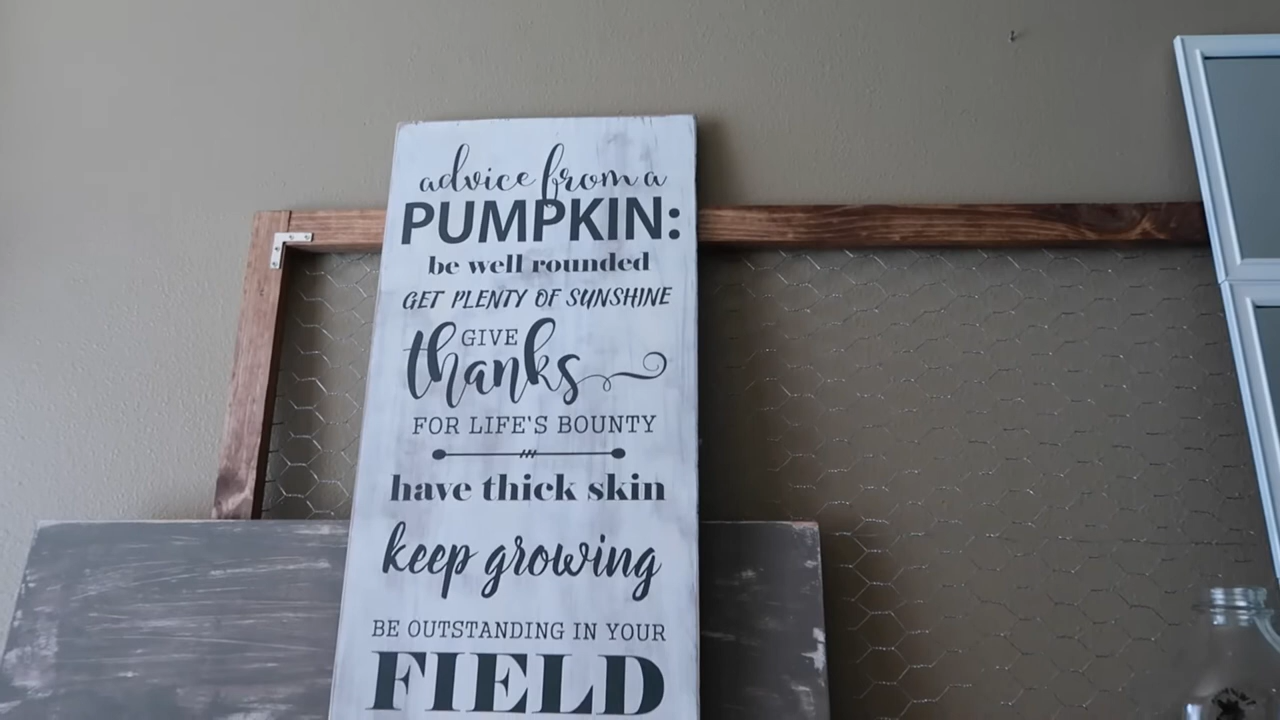 advice from a
PUMPKIN:
be well rounded
GET PLENTY OF SUNSHINE
GIVE
thanks
FOR LIFE'S BOUNTY
have thick skin
keep growing
BE OUTSTANDING IN YOUR
FIELD